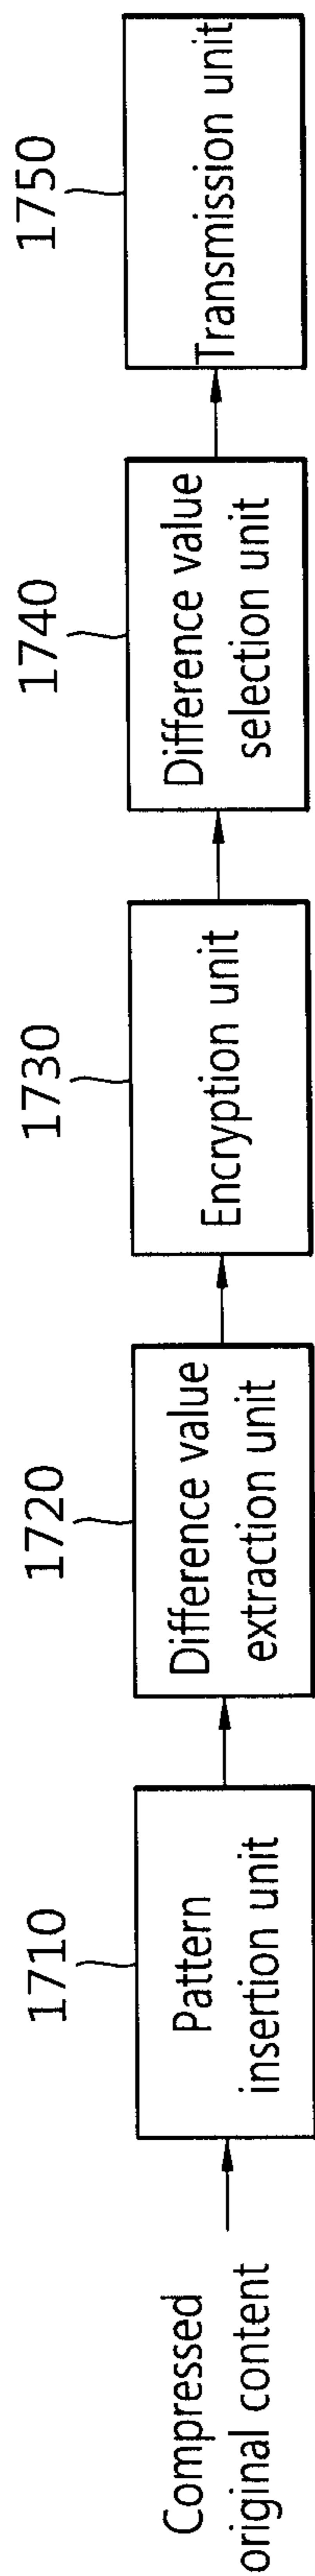 1710
1720
1730
1740
1750
Compressed
original content
Pattern
insertion unit
Difference value
extraction unit
Encryption unit
Difference value
selection unit
Transmission unit